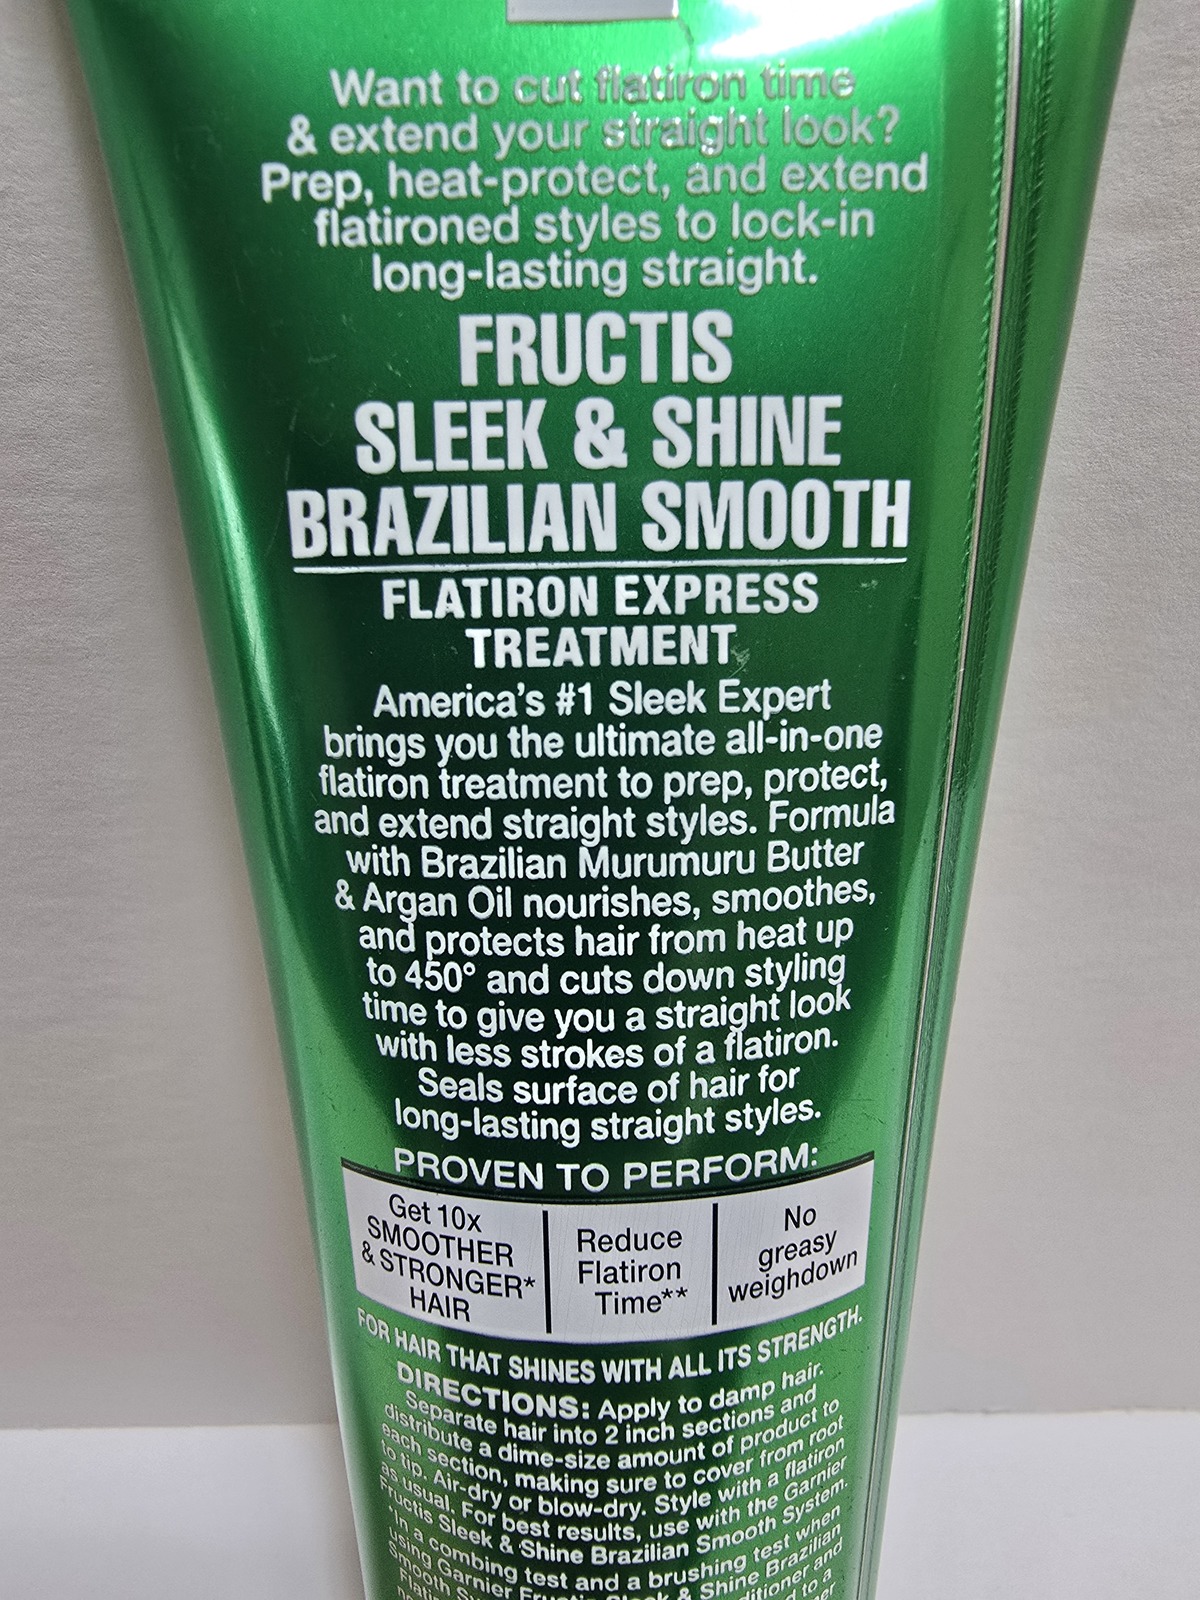 Want to cut flatiron time
& extend your straight look?
Prep, heat-protect, and extend
flatironed styles to lock-in
long-lasting straight.
FRUCTIS
SLEEK & SHINE
BRAZILIAN SMOOTH
FLATIRON EXPRESS
TREATMENT
America's #1 Sleek Expert
brings you the ultimate all-in-one
flatiron treatment to prep, protect,
and extend straight styles. Formula
with Brazilian Murumuru Butter
& Argan Oil nourishes, smoothes,
and protects hair from heat up
to 450° and cuts down styling
time to give you a straight look
with less strokes of a flatiron.
Seals surface of hair for
long-lasting straight styles.
PROVEN TO PERFORM:
Get 10x
SMOOTHER
& STRONGER*
HAIR
Reduce
Flatiron
Time**
No
greasy
weighdown
FOR HAIR THAT SHINES WITH ALL ITS STRENGTH.
DIRECTIONS: Apply to damp hair.
Separate hair into 2 inch sections and
distribute a dime-size amount of product to
each section, making sure to cover from root
to tip. Air-dry or blow-dry. Style with a flatiron
as usual. For best results, use with the Garnier
Fructis Sleek & Shine Brazilian Smooth System.
*In a combing test and a brushing test when
using Garnier Fructis Sleek & Shine Brazilian
Smooth and
to a